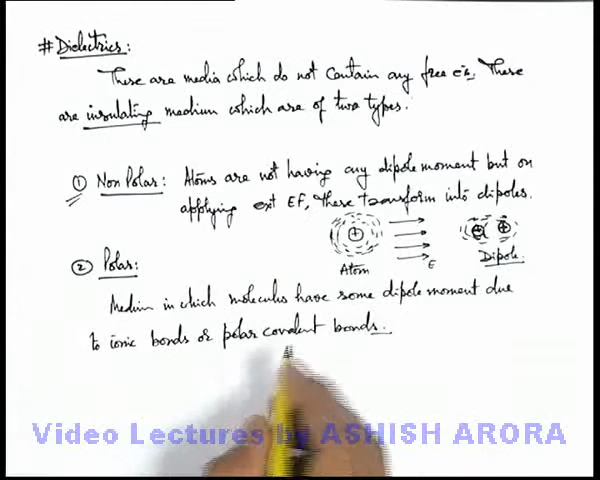 # Dielectrics:
These are media which do not contain any free e⁻s. These
are insulating medium which are of two types.
① Non Polar: Atoms are not having any dipole moment but on
applying ext EF, these transform into dipoles.
Atom
E
Dipole.
② Polar:
Medium in which molecules have some dipole moment due
to ionic bonds or polar covalent bonds.
Video Lectures by ASHISH ARORA